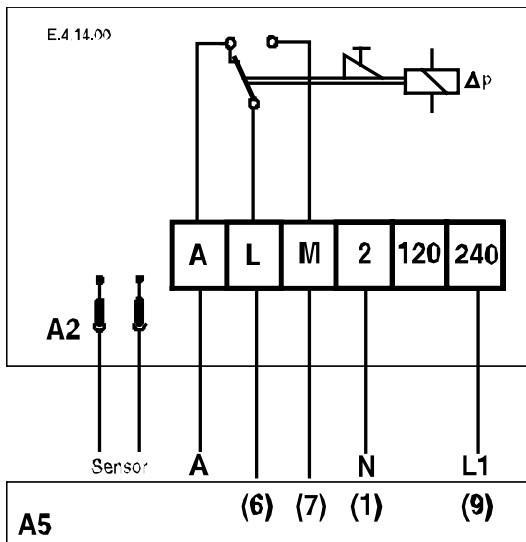 E.4.14.00
Δp
A L M 2 120 240
A2
Sensor A N L1
(6) (7) (1) (9)
A5